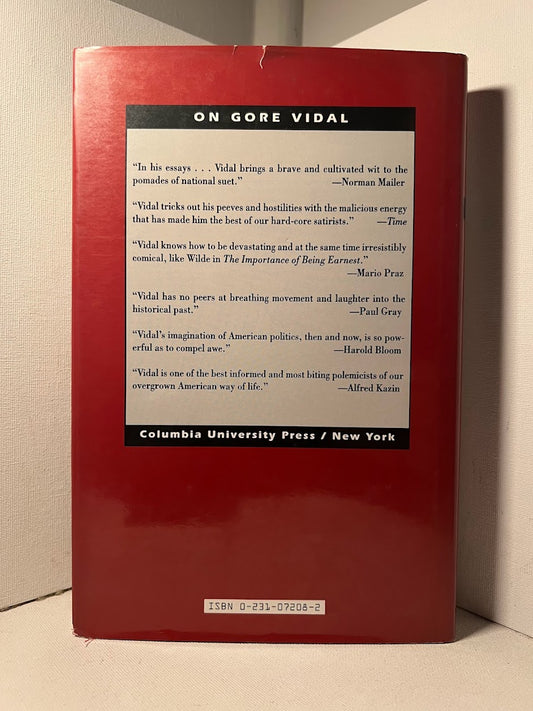 ON GORE VIDAL
“In his essays . . . Vidal brings a brave and cultivated wit to the
pomades of national suet.” —Norman Mailer
“Vidal tricks out his peeves and hostilities with the malicious energy
that has made him the best of our hard-core satirists.” —Time
“Vidal knows how to be devastating and at the same time irresistibly
comical, like Wilde in The Importance of Being Earnest.”
—Mario Praz
“Vidal has no peers at breathing movement and laughter into the
historical past.” —Paul Gray
“Vidal’s imagination of American politics, then and now, is so pow-
erful as to compel awe.” —Harold Bloom
“Vidal is one of the best informed and most biting polemicists of our
overgrown American way of life.” —Alfred Kazin
Columbia University Press / New York
ISBN 0-231-07208-2